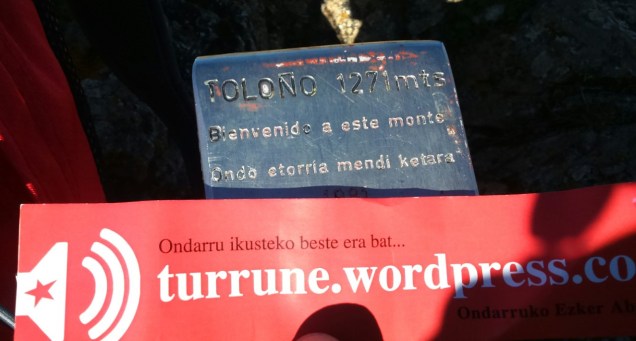 TOLOÑO 1271mts
Bienvenido a este monte
Ondo etorria mendi ketara
Ondarru ikusteko beste era bat...
turrune.wordpress.co
Ondarruko Ezker